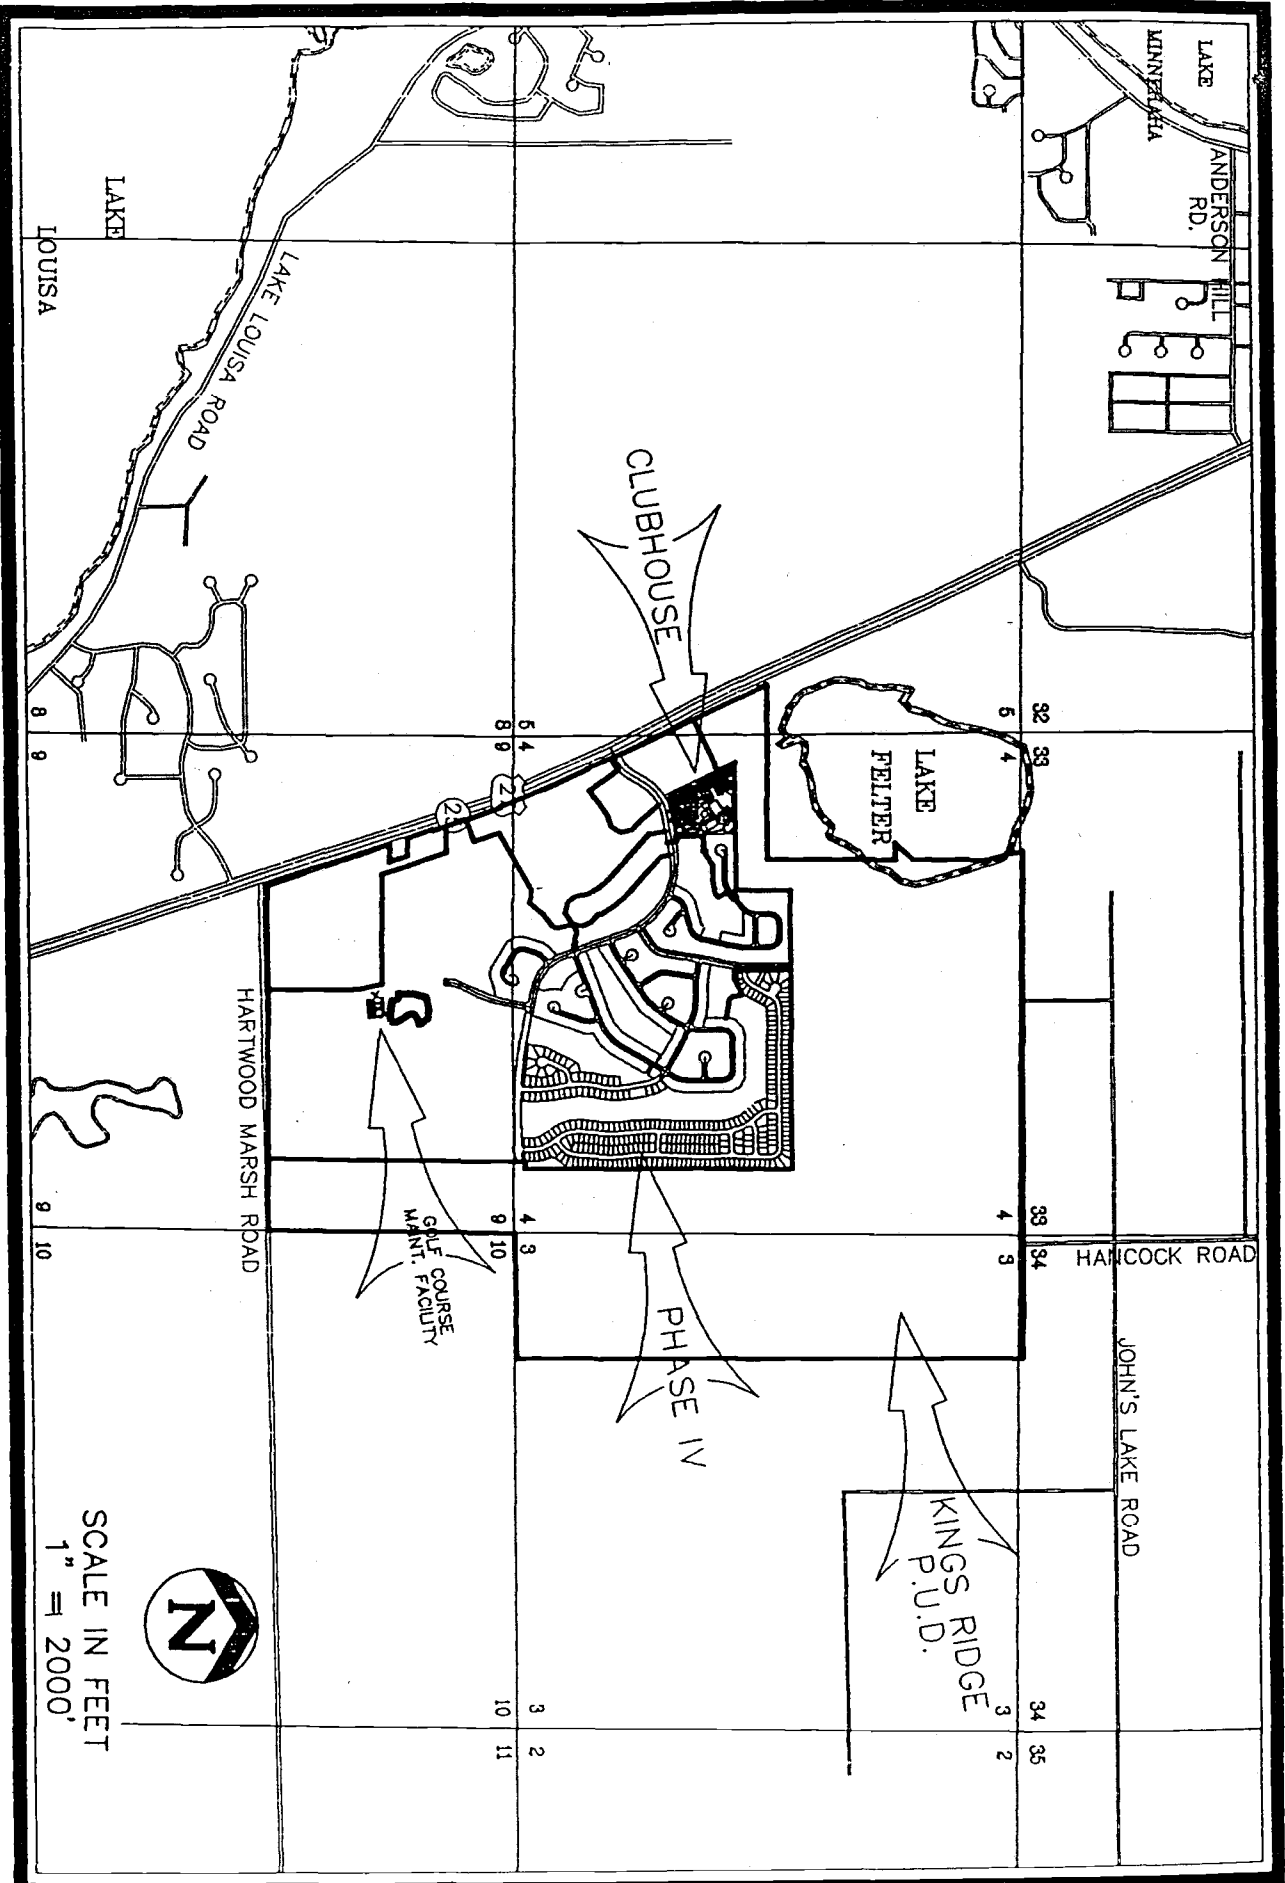 LAKE
MINNEHAHA
ANDERSON HILL
RD.
LAKE
LOUISA
LAKE LOUISA ROAD
CLUBHOUSE
LAKE
FELTER
32
33
5
4
5
4
8
9
8
9
27
25
HARTWOOD MARSH ROAD
GOLF COURSE
MAINT. FACILITY
PHASE IV
33
34
4
3
HANCOCK ROAD
4
3
9
10
9
10
JOHN'S LAKE ROAD
KINGS RIDGE
P.U.D.
34
35
3
2
3
2
10
11
N
SCALE IN FEET
1" = 2000'